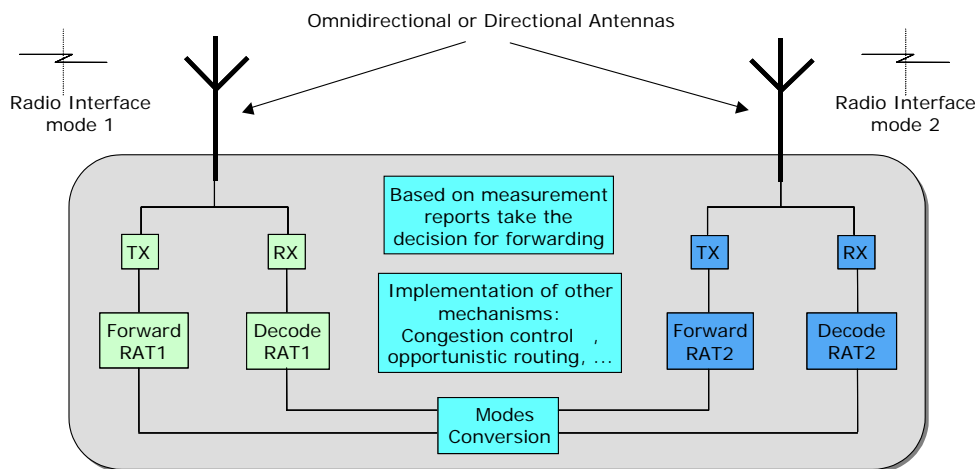 Omnidirectional or Directional Antennas
Radio Interface
mode 1
Radio Interface
mode 2
Based on measurement
reports take the
decision for forwarding
TX
RX
TX
RX
Implementation of other
mechanisms:
Congestion control ,
opportunistic routing, ...
Forward
RAT1
Decode
RAT1
Forward
RAT2
Decode
RAT2
Modes
Conversion